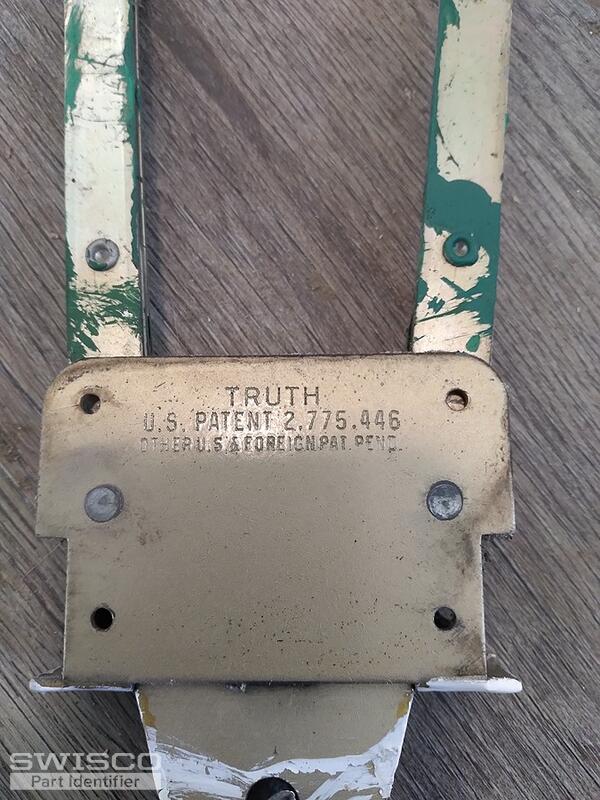 TRUTH
U.S. PATENT 2,775,446
OTHER U.S. & FOREIGN PAT. PEND.
SWISCO
Part Identifier